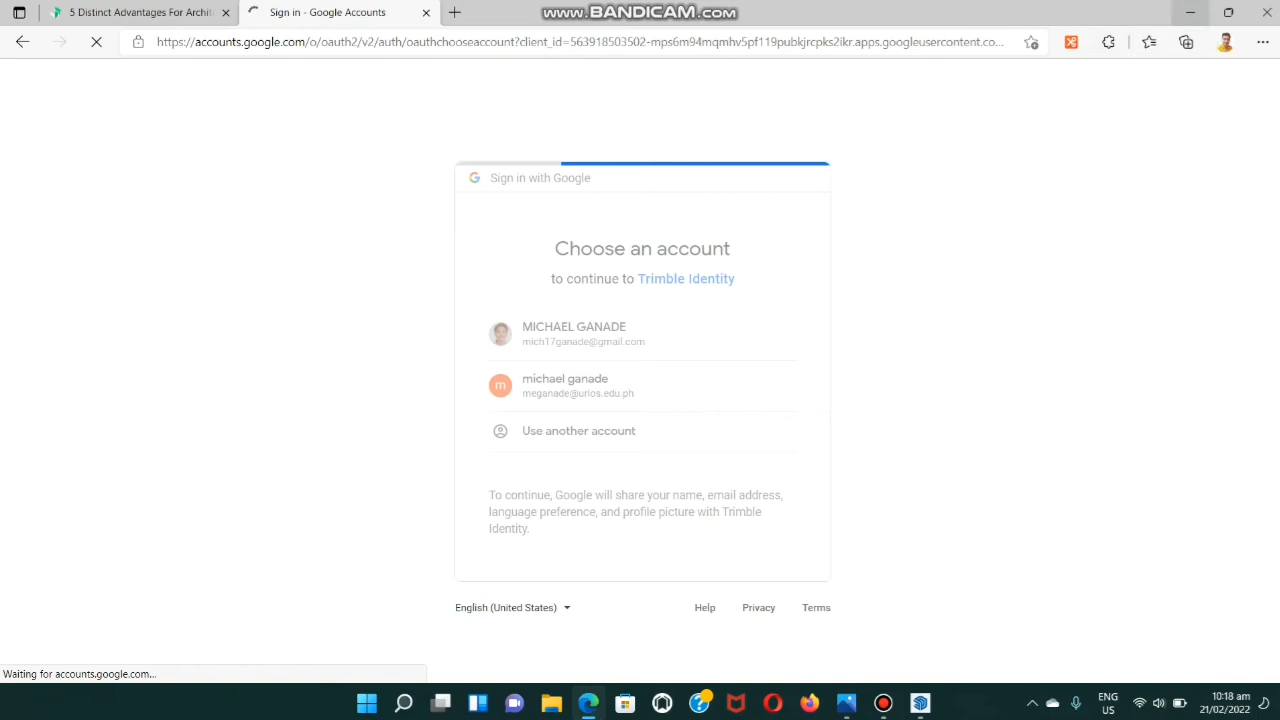 5 Distinct Advantages For Archit
Sign in - Google Accounts
www.BANDICAM.com
https://accounts.google.com/o/oauth2/v2/auth/oauthchooseaccount?client_id=563918503502-mps6m94mqmhv5pf119pubkjrcpks2ikr.apps.googleusercontent.co...
Sign in with Google
Choose an account
to continue to Trimble Identity
MICHAEL GANADE
mich17ganade@gmail.com
m
michael ganade
meganade@urios.edu.ph
Use another account
To continue, Google will share your name, email address,
language preference, and profile picture with Trimble
Identity.
English (United States)
Help
Privacy
Terms
Waiting for accounts.google.com...
ENG
US
10:18 am
21/02/2022